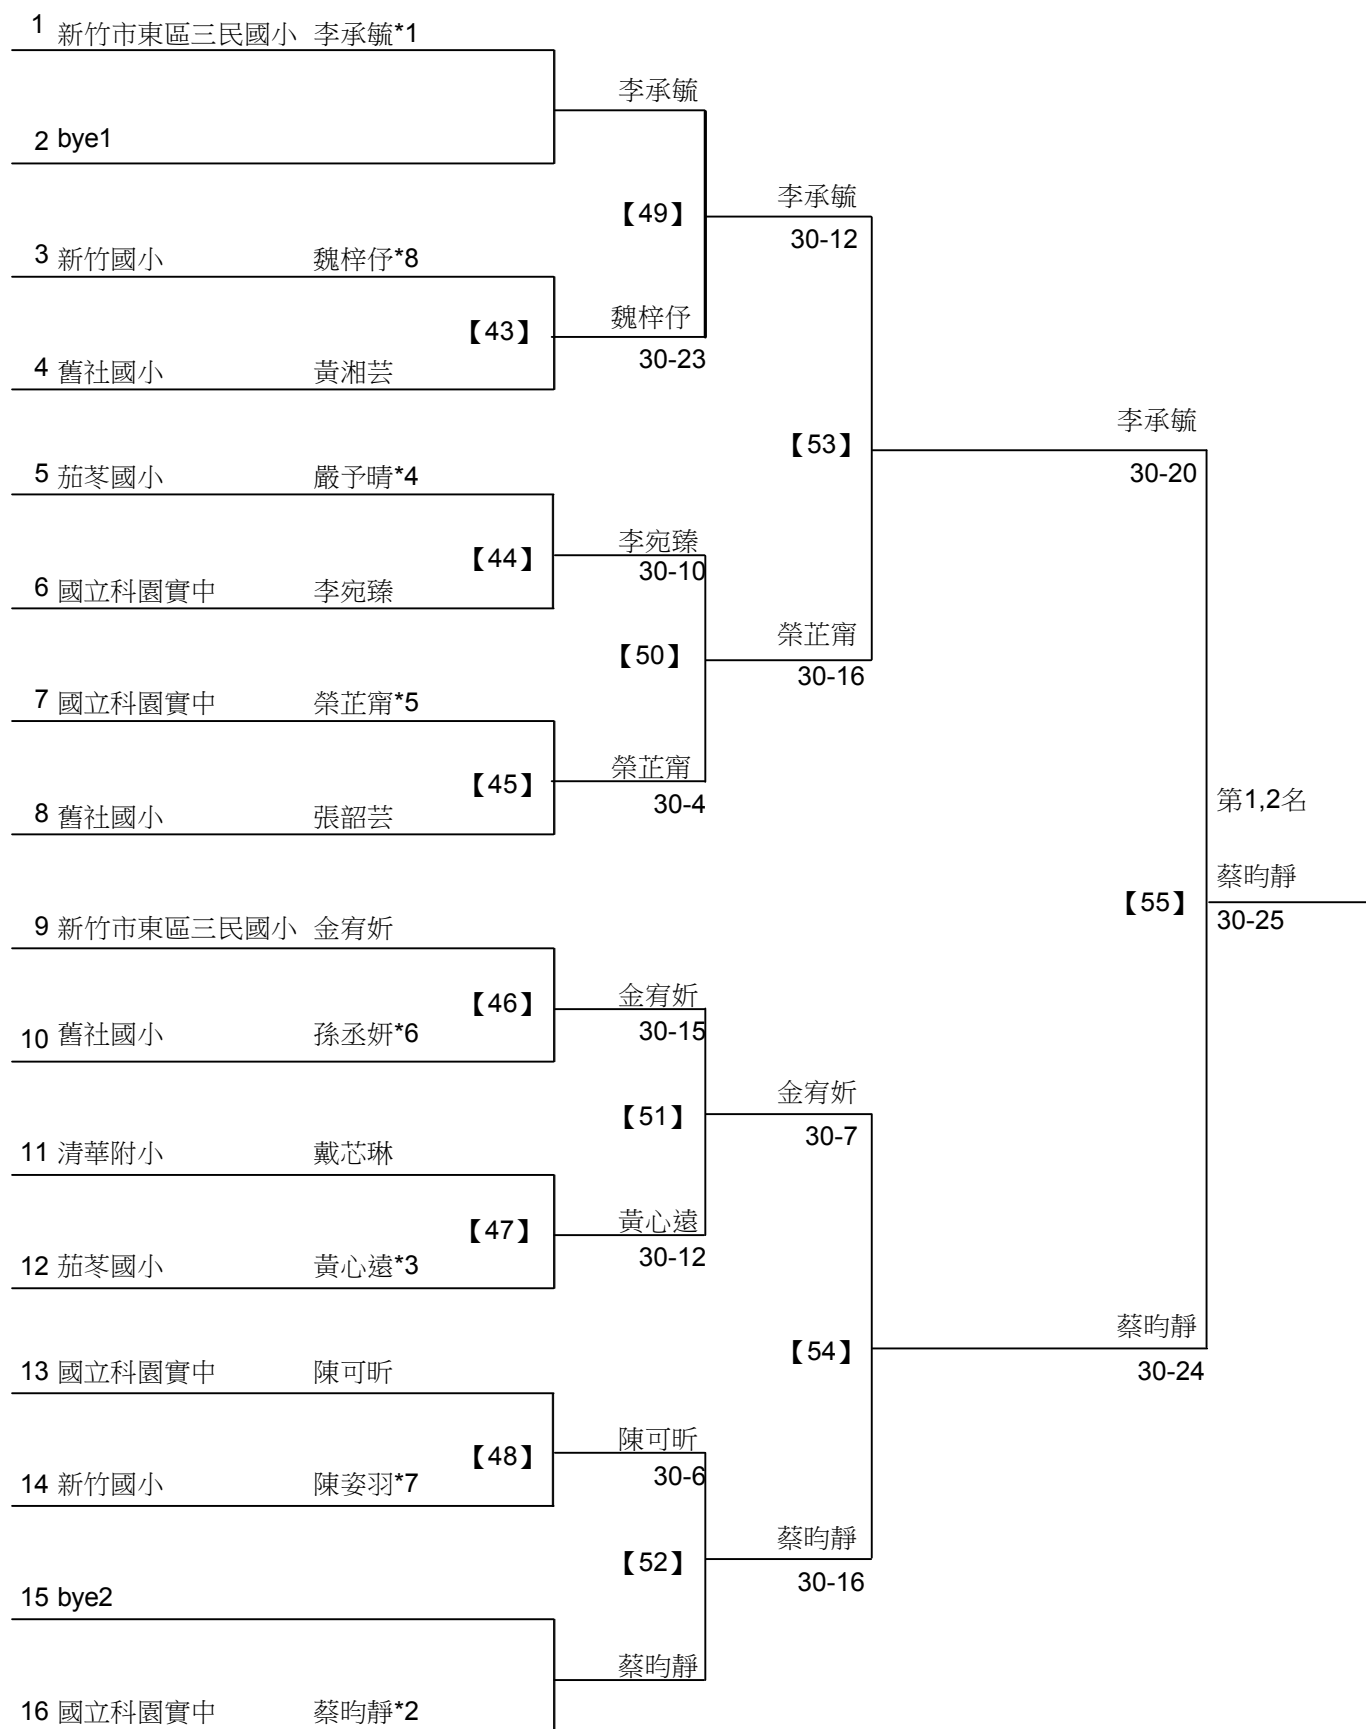 1 新竹市東區三民國小 李承毓*1
李承毓
2 bye1
李承毓
【49】
30-12
3 新竹國小 魏梓伃*8
魏梓伃
【43】
30-23
4 舊社國小 黃湘芸
李承毓
【53】
30-20
5 茄苳國小 嚴予晴*4
李宛臻
【44】
30-10
6 國立科園實中 李宛臻
榮芷甯
【50】
30-16
7 國立科園實中 榮芷甯*5
榮芷甯
【45】
30-4
8 舊社國小 張韶芸
第1,2名
蔡昀靜
【55】
30-25
9 新竹市東區三民國小 金宥妡
金宥妡
【46】
30-15
10 舊社國小 孫丞妍*6
金宥妡
【51】
30-7
11 清華附小 戴芯琳
黃心遠
【47】
30-12
12 茄苳國小 黃心遠*3
蔡昀靜
【54】
30-24
13 國立科園實中 陳可昕
陳可昕
【48】
30-6
14 新竹國小 陳姿羽*7
蔡昀靜
【52】
30-16
15 bye2
蔡昀靜
16 國立科園實中 蔡昀靜*2